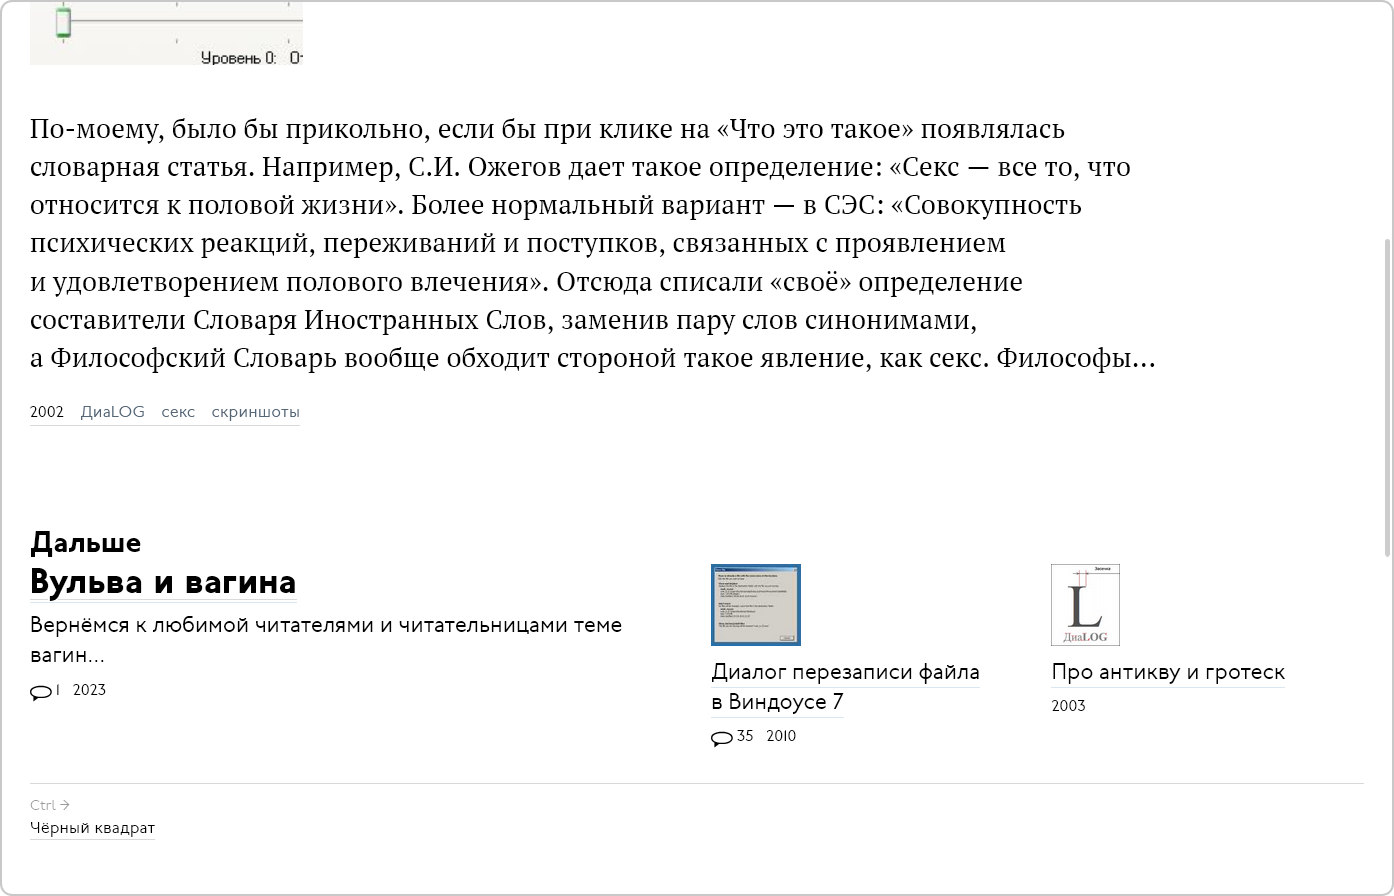 Уровень 0:
По-моему, было бы прикольно, если бы при клике на «Что это такое» появлялась
словарная статья. Например, С.И. Ожегов дает такое определение: «Секс — все то, что
относится к половой жизни». Более нормальный вариант — в СЭС: «Совокупность
психических реакций, переживаний и поступков, связанных с проявлением
и удовлетворением полового влечения». Отсюда списали «своё» определение
составители Словаря Иностранных Слов, заменив пару слов синонимами,
а Философский Словарь вообще обходит стороной такое явление, как секс. Философы...
2002 ДиаLOG секс скриншоты
Дальше
Вульва и вагина
Вернёмся к любимой читателями и читательницами теме
вагин...
1 2023
Диалог перезаписи файла
в Виндоусе 7
35 2010
Засечка
L
ДиаLOG
Про антикву и гротеск
2003
Ctrl →
Чёрный квадрат